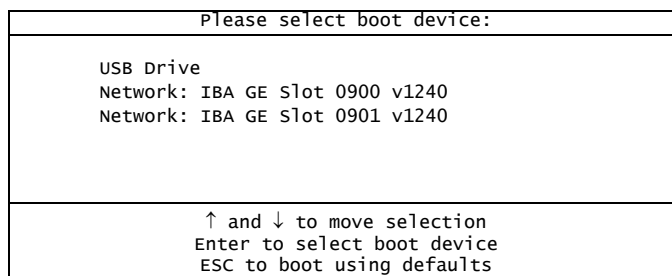 Please select boot device:
USB Drive
Network: IBA GE Slot 0900 v1240
Network: IBA GE Slot 0901 v1240
↑ and ↓ to move selection
Enter to select boot device
ESC to boot using defaults